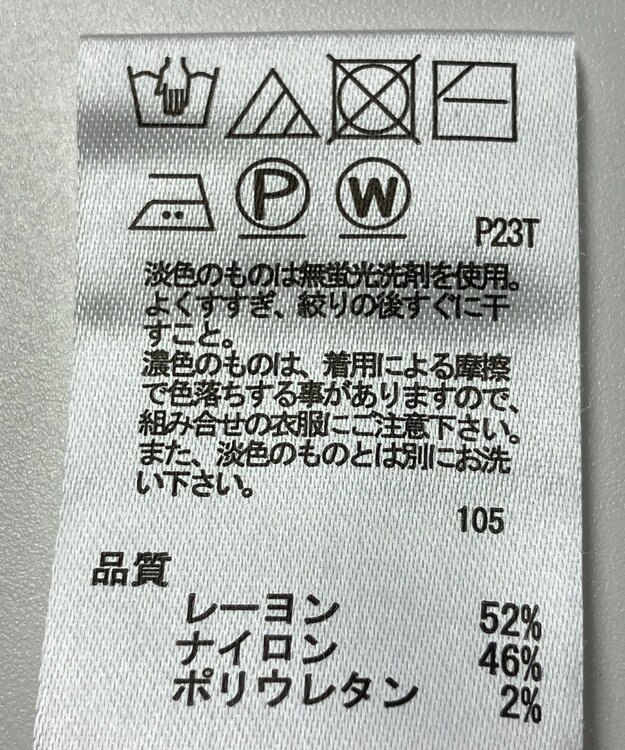 P W
P23T
淡色のものは無蛍光洗剤を使用。
よくすすぎ、絞りの後すぐに干
すこと。
濃色のものは、着用による摩擦
で色落ちする事がありますので、
組み合せの衣服にご注意下さい。
また、淡色のものとは別にお洗
い下さい。
105
品質
レーヨン 52%
ナイロン 46%
ポリウレタン 2%